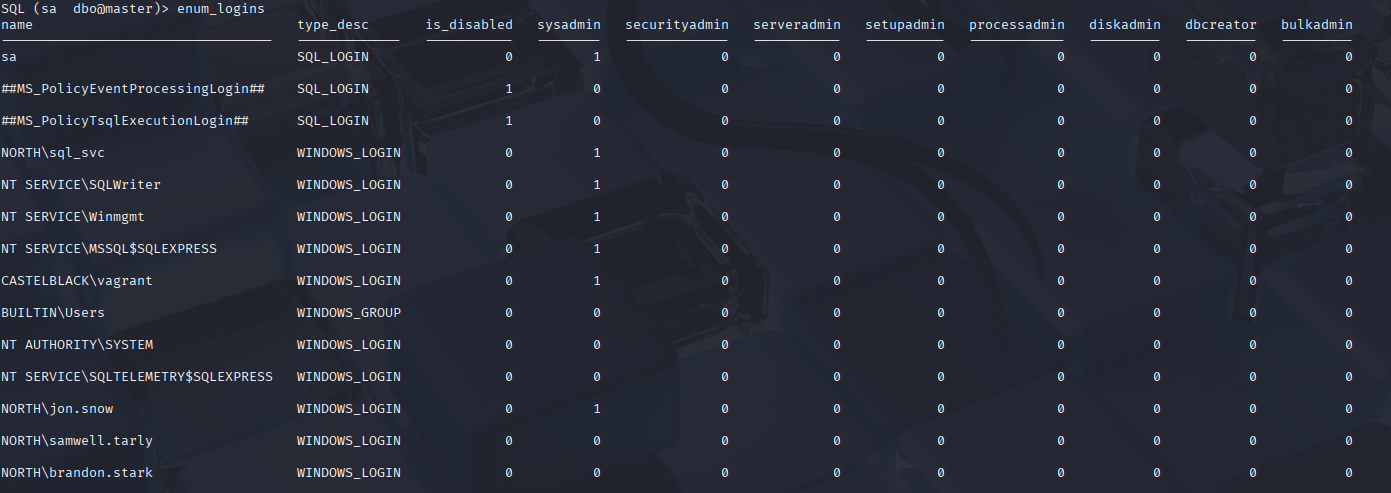 SQL (sa  dbo@master)> enum_logins
name type_desc is_disabled sysadmin securityadmin serveradmin setupadmin processadmin diskadmin dbcreator bulkadmin
sa SQL_LOGIN 0 1 0 0 0 0 0 0 0
##MS_PolicyEventProcessingLogin## SQL_LOGIN 1 0 0 0 0 0 0 0 0
##MS_PolicyTsqlExecutionLogin## SQL_LOGIN 1 0 0 0 0 0 0 0 0
NORTH\sql_svc WINDOWS_LOGIN 0 1 0 0 0 0 0 0 0
NT SERVICE\SQLWriter WINDOWS_LOGIN 0 1 0 0 0 0 0 0 0
NT SERVICE\Winmgmt WINDOWS_LOGIN 0 1 0 0 0 0 0 0 0
NT SERVICE\MSSQL$SQLEXPRESS WINDOWS_LOGIN 0 1 0 0 0 0 0 0 0
CASTELBLACK\vagrant WINDOWS_LOGIN 0 1 0 0 0 0 0 0 0
BUILTIN\Users WINDOWS_GROUP 0 0 0 0 0 0 0 0 0
NT AUTHORITY\SYSTEM WINDOWS_LOGIN 0 0 0 0 0 0 0 0 0
NT SERVICE\SQLTELEMETRY$SQLEXPRESS WINDOWS_LOGIN 0 0 0 0 0 0 0 0 0
NORTH\jon.snow WINDOWS_LOGIN 0 1 0 0 0 0 0 0 0
NORTH\samwell.tarly WINDOWS_LOGIN 0 0 0 0 0 0 0 0 0
NORTH\brandon.stark WINDOWS_LOGIN 0 0 0 0 0 0 0 0 0